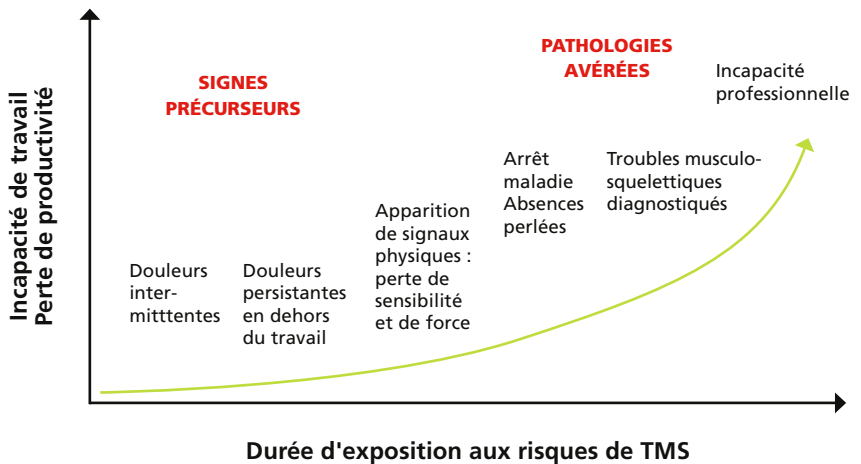 Incapacité de travail
Perte de productivité
SIGNES
PRÉCURSEURS
PATHOLOGIES
AVÉRÉES
Douleurs
inter-
mitttentes
Douleurs
persistantes
en dehors
du travail
Apparition
de signaux
physiques :
perte de
sensibilité
et de force
Arrêt
maladie
Absences
perlées
Troubles musculo-
squelettiques
diagnostiqués
Incapacité
professionnelle
Durée d'exposition aux risques de TMS